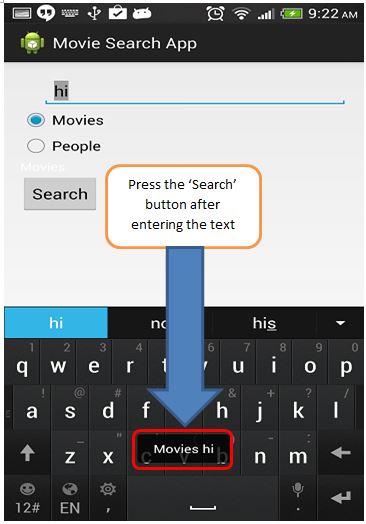 9:22 AM
Movie Search App
hi
Movies
People
Movies
Search
Press the ‘Search’
button after
entering the text
hi
his
1 2 3 4 5 6 7 8 9 0
q w e r t y u i o p
a s d f h j k l
Movies hi
z x c v b n m
12# EN ,